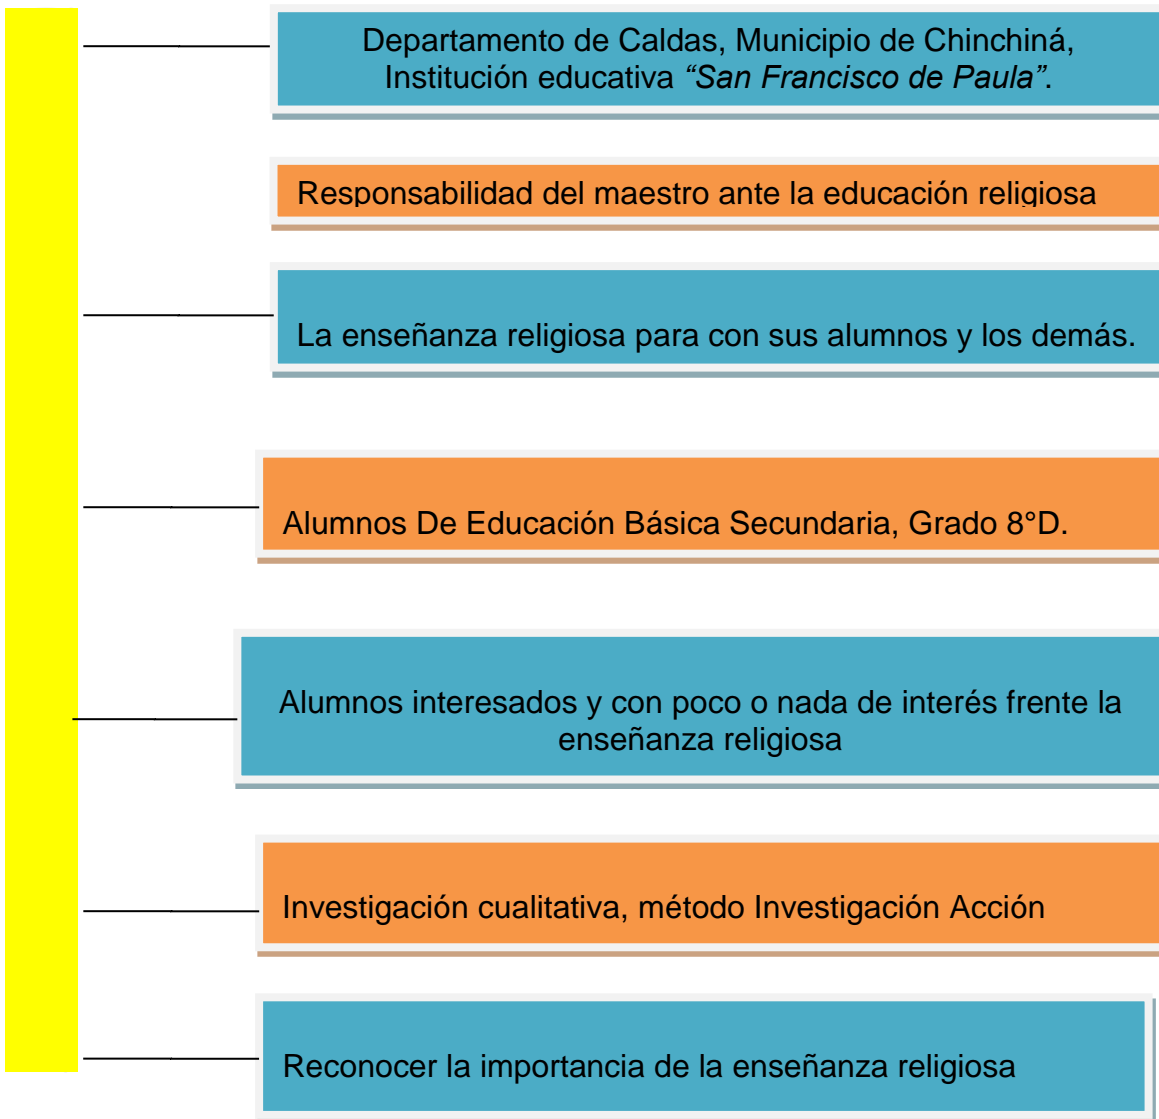 Departamento de Caldas, Municipio de Chinchiná,
Institución educativa “San Francisco de Paula”.
Responsabilidad del maestro ante la educación religiosa
La enseñanza religiosa para con sus alumnos y los demás.
Alumnos De Educación Básica Secundaria, Grado 8°D.
Alumnos interesados y con poco o nada de interés frente la
enseñanza religiosa
Investigación cualitativa, método Investigación Acción
Reconocer la importancia de la enseñanza religiosa